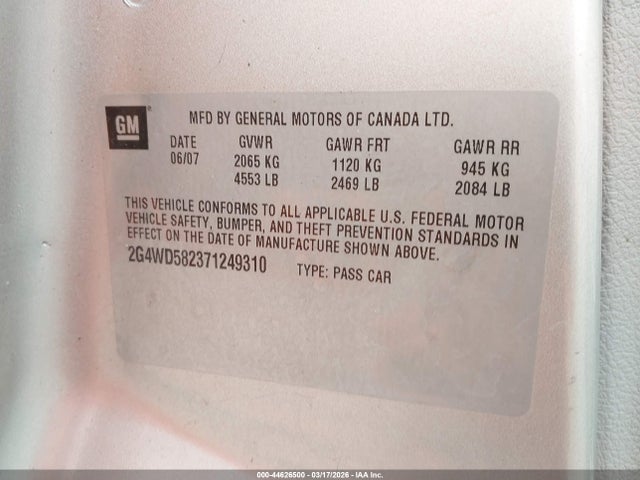 GM
MFD BY GENERAL MOTORS OF CANADA LTD.
DATE GVWR GAWR FRT GAWR RR
06/07 2065 KG 1120 KG 945 KG
4553 LB 2469 LB 2084 LB
THIS VEHICLE CONFORMS TO ALL APPLICABLE U.S. FEDERAL MOTOR
VEHICLE SAFETY, BUMPER, AND THEFT PREVENTION STANDARDS IN
EFFECT ON THE DATE OF MANUFACTURE SHOWN ABOVE.
2G4WD582371249310 TYPE: PASS CAR
000-44626500 - 03/17/2026 - IAA Inc.